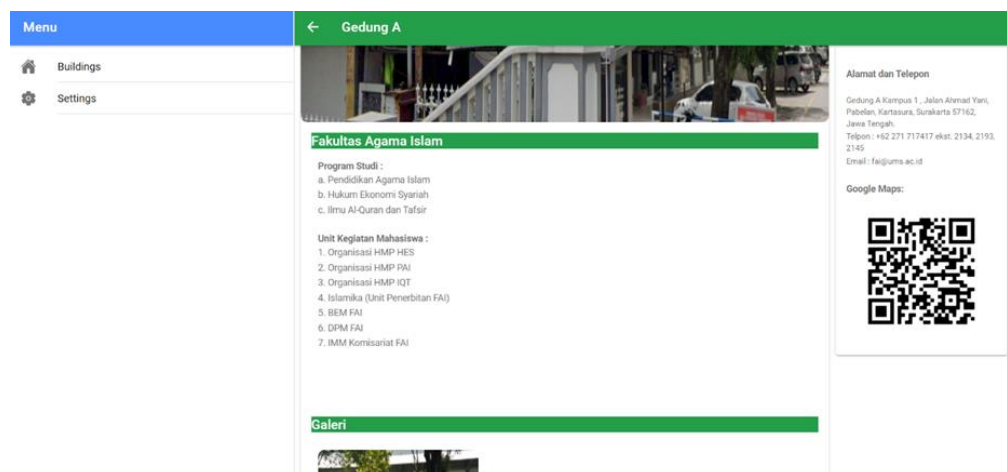 Menu
Buildings
Settings
Gedung A
Fakultas Agama Islam
Program Studi :
a. Pendidikan Agama Islam
b. Hukum Ekonomi Syariah
c. Ilmu Al-Quran dan Tafsir
Unit Kegiatan Mahasiswa :
1. Organisasi HMP HES
2. Organisasi HMP PAI
3. Organisasi HMP IQT
4. Islamika (Unit Penerbitan FAI)
5. BEM FAI
6. DPM FAI
7. IMM Komisariat FAI
Galeri
Alamat dan Telepon
Gedung A Kampus 1 , Jalan Ahmad Yani,
Pabelan, Kartasura, Surakarta 57162,
Jawa Tengah.
Telpon : +62 271 717417 ekst. 2134, 2193,
2145
Email : fai@ums.ac.id
Google Maps: